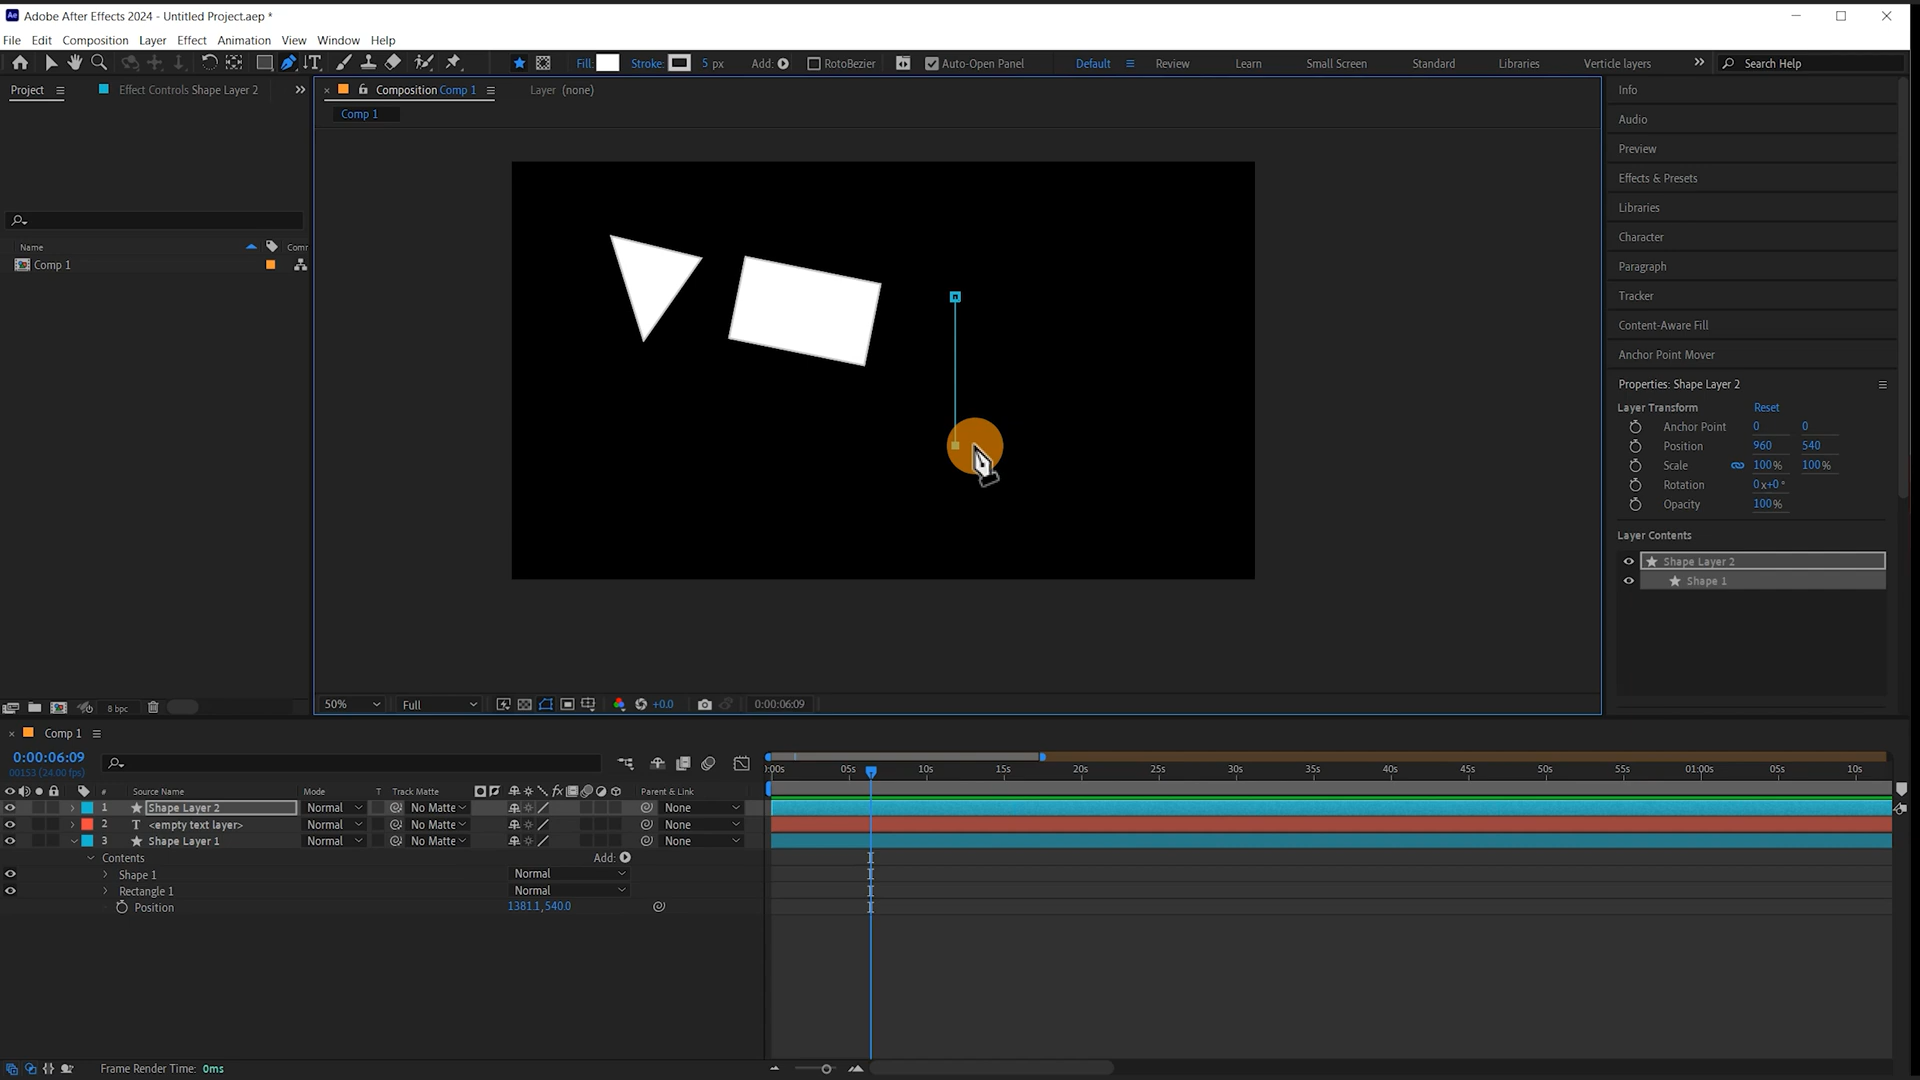 Ae Adobe After Effects 2024 - Untitled Project.aep *
File Edit Composition Layer Effect Animation View Window Help
Fill: Stroke: 5 px Add: RotoBezier Auto-Open Panel Default Review Learn Small Screen Standard Libraries Vertical layers Search Help
Project Effect Controls Shape Layer 2
Composition Comp 1 Layer (none)
Comp 1
Name Comr
Comp 1
Info
Audio
Preview
Effects & Presets
Libraries
Character
Paragraph
Tracker
Content-Aware Fill
Anchor Point Mover
Properties: Shape Layer 2
Layer Transform Reset
Anchor Point 0 0
Position 960 540
Scale 100% 100%
Rotation 0x+0°
Opacity 100%
Layer Contents
Shape Layer 2
Shape 1
8 bpc
50% Full +0.0 0:00:06:09
Comp 1
0:00:06:09
00153 (24.00 fps)
:00s 05s 10s 15s 20s 25s 30s 35s 40s 45s 50s 55s 01:00s 05s 10s
# Source Name Mode T Track Matte fx Parent & Link
1 Shape Layer 2 Normal No Matte None
2 T <empty text layer> Normal No Matte None
3 Shape Layer 1 Normal No Matte None
Contents Add:
Shape 1 Normal
Rectangle 1 Normal
Position 1381.1,540.0
Frame Render Time: 0ms